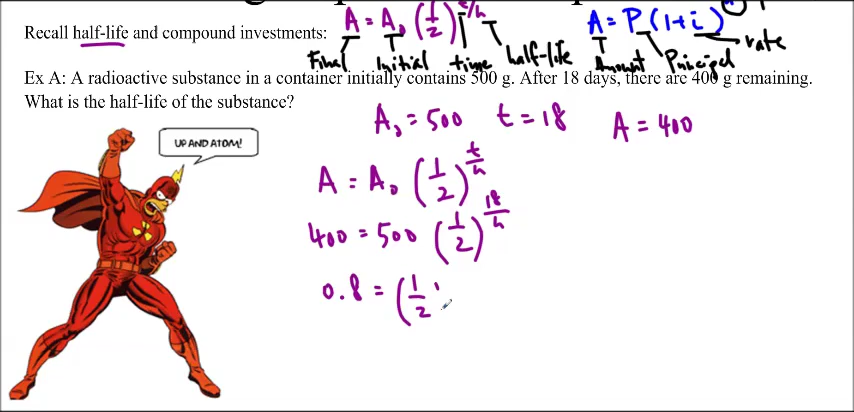 Recall half-life and compound investments: A = A₀ (1/2)^t/h A = P (1+i)
Final Initial time half-life Amount Principal rate
Ex A: A radioactive substance in a container initially contains 500 g. After 18 days, there are 400 g remaining.
What is the half-life of the substance?
A₀ = 500 t = 18 A = 400
UP AND ATOM!
A = A₀ (1/2)^t/h
400 = 500 (1/2)^18/h
0.8 = (1/2